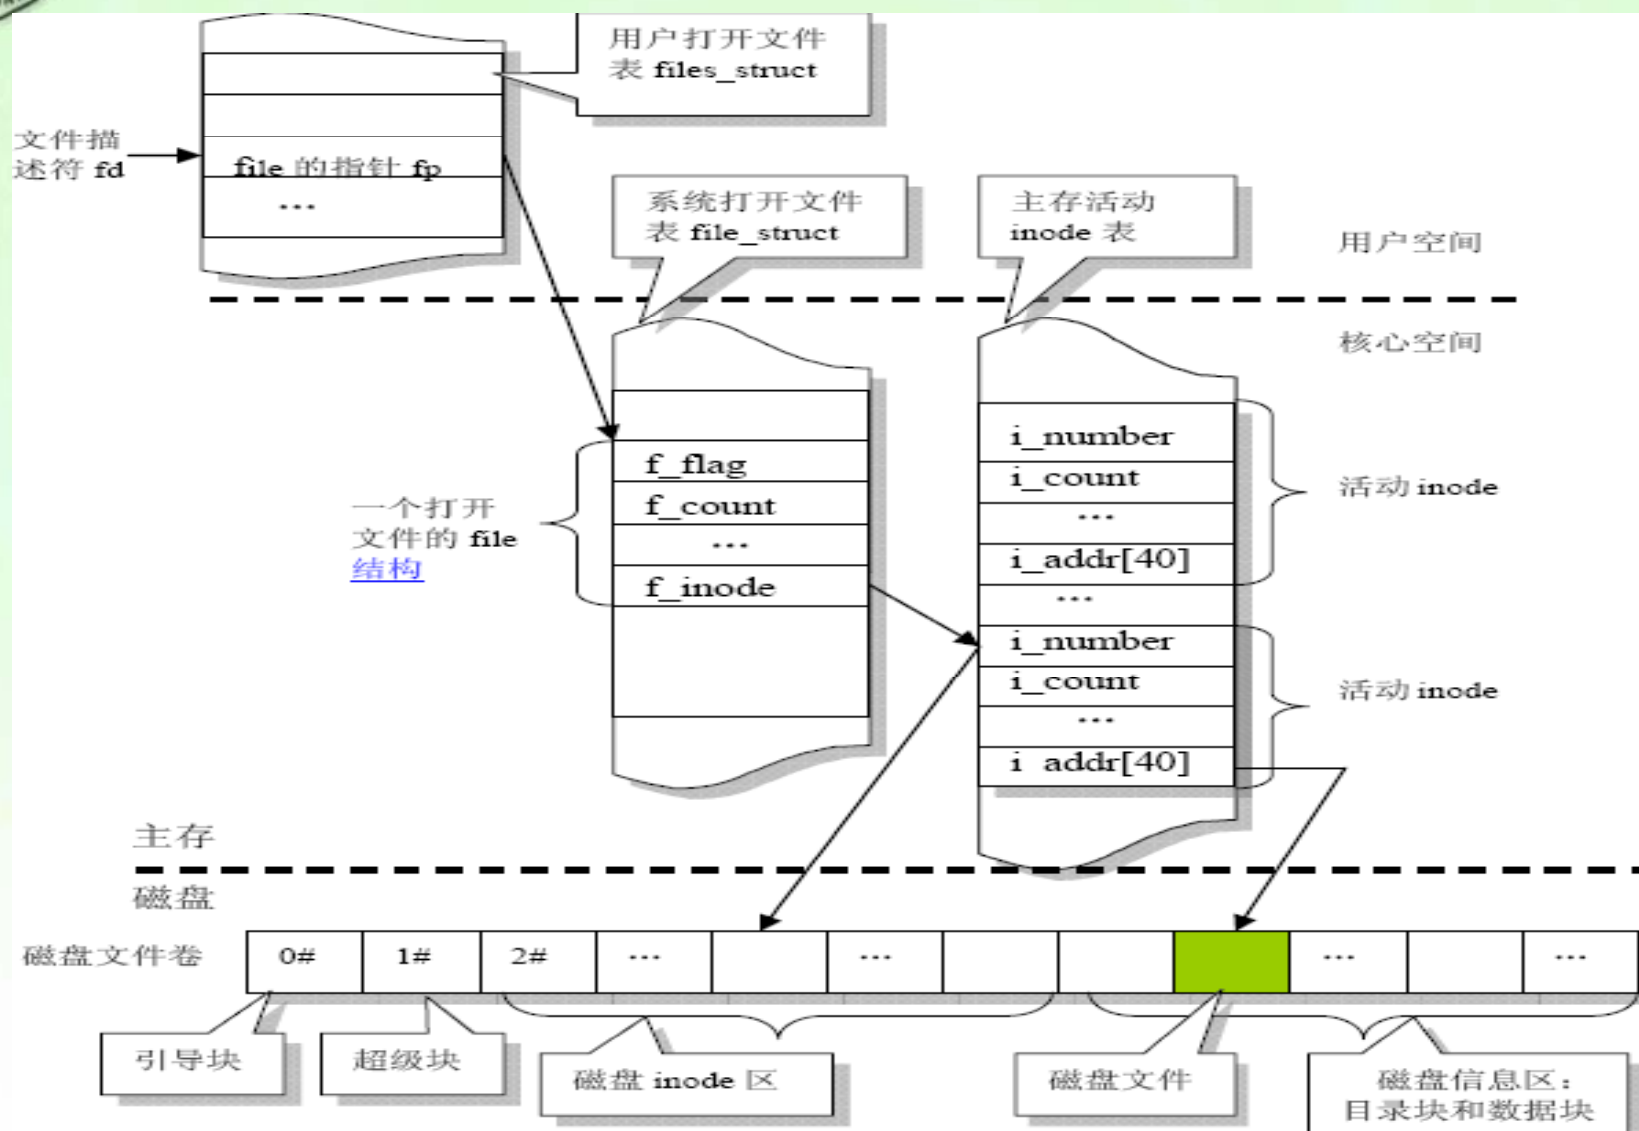 用户打开文件
表 files_struct
文件描
述符 fd
file 的指针 fp
...
系统打开文件
表 file_struct
主存活动
inode 表
用户空间
核心空间
f_flag
f_count
...
f_inode
一个打开
文件的 file
结构
i_number
i_count
...
i_addr[40]
...
i_number
i_count
...
i_addr[40]
活动 inode
活动 inode
主存
磁盘
磁盘文件卷
0#
1#
2#
...
...
...
...
引导块
超级块
磁盘 inode 区
磁盘文件
磁盘信息区：
目录块和数据块